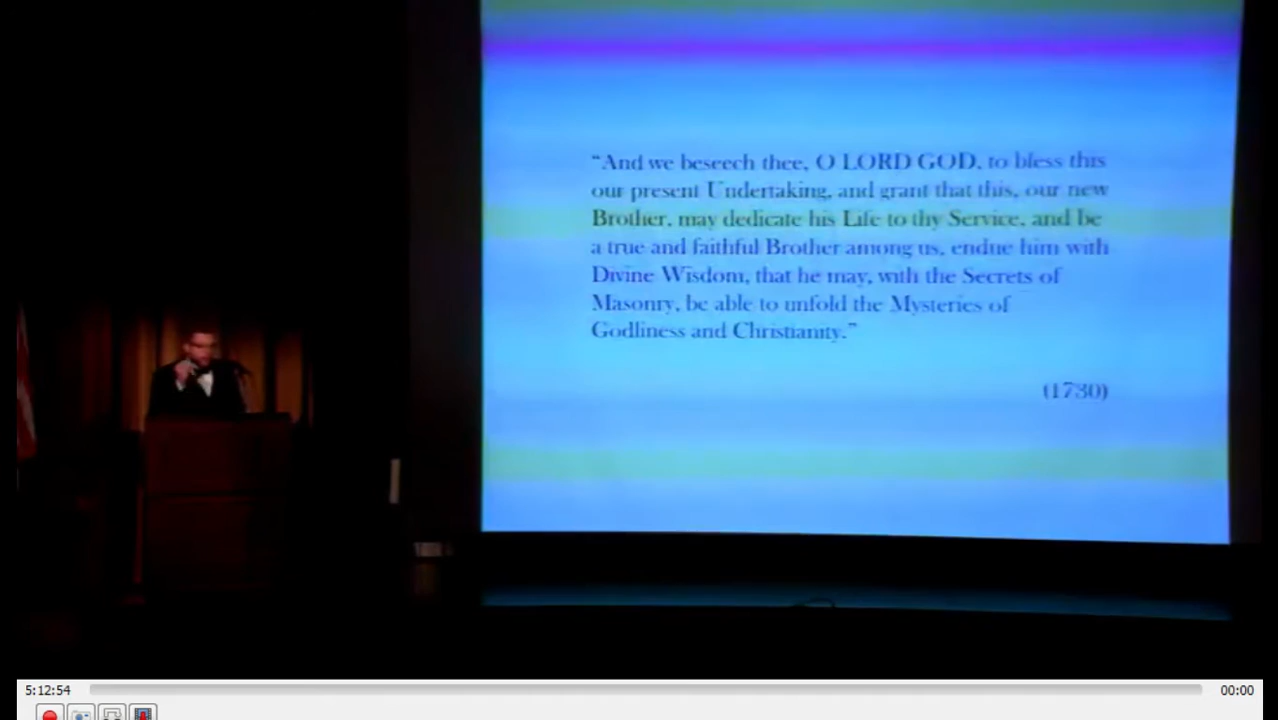 “And we beseech thee, O LORD GOD, to bless this
our present Undertaking, and grant that this, our new
Brother, may dedicate his Life to thy Service, and be
a true and faithful Brother among us, endue him with
Divine Wisdom, that he may, with the Secrets of
Masonry, be able to unfold the Mysteries of
Godliness and Christianity.”
(1730)
5:12:54
00:00